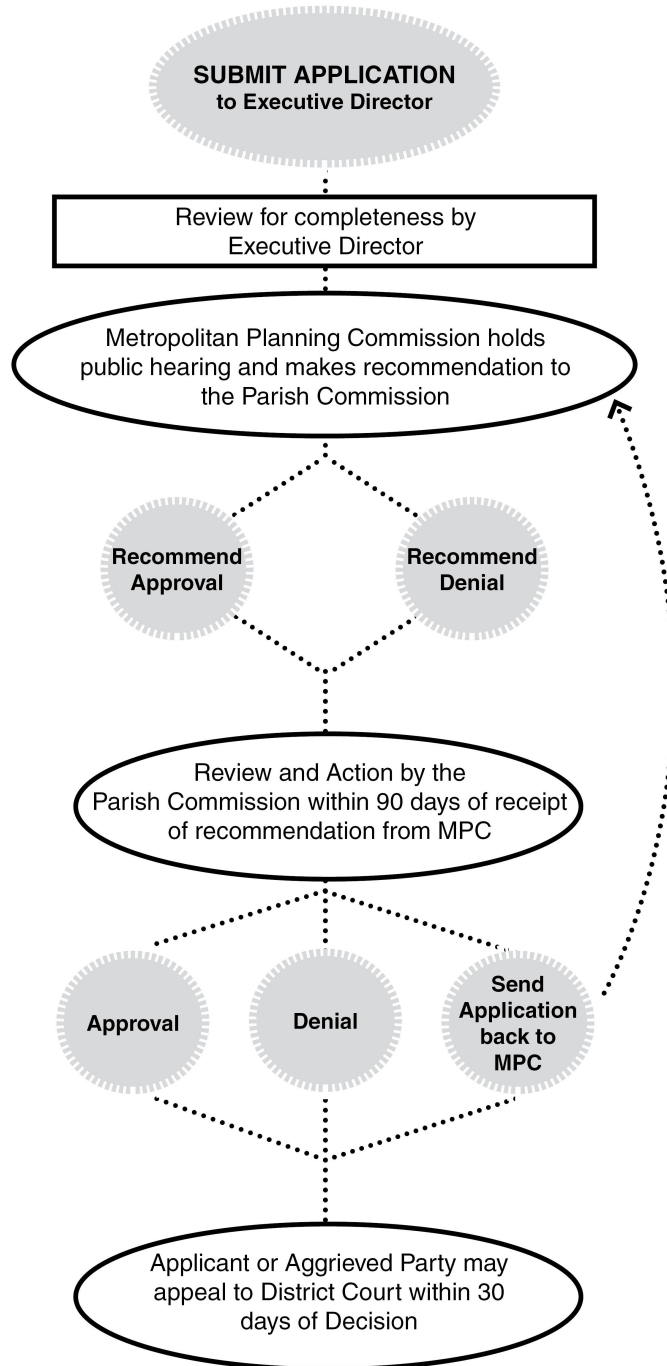 SUBMIT APPLICATION
to Executive Director
Review for completeness by
Executive Director
Metropolitan Planning Commission holds
public hearing and makes recommendation to
the Parish Commission
Recommend
Approval
Recommend
Denial
Review and Action by the
Parish Commission within 90 days of receipt
of recommendation from MPC
Approval
Denial
Send
Application
back to
MPC
Applicant or Aggrieved Party may
appeal to District Court within 30
days of Decision